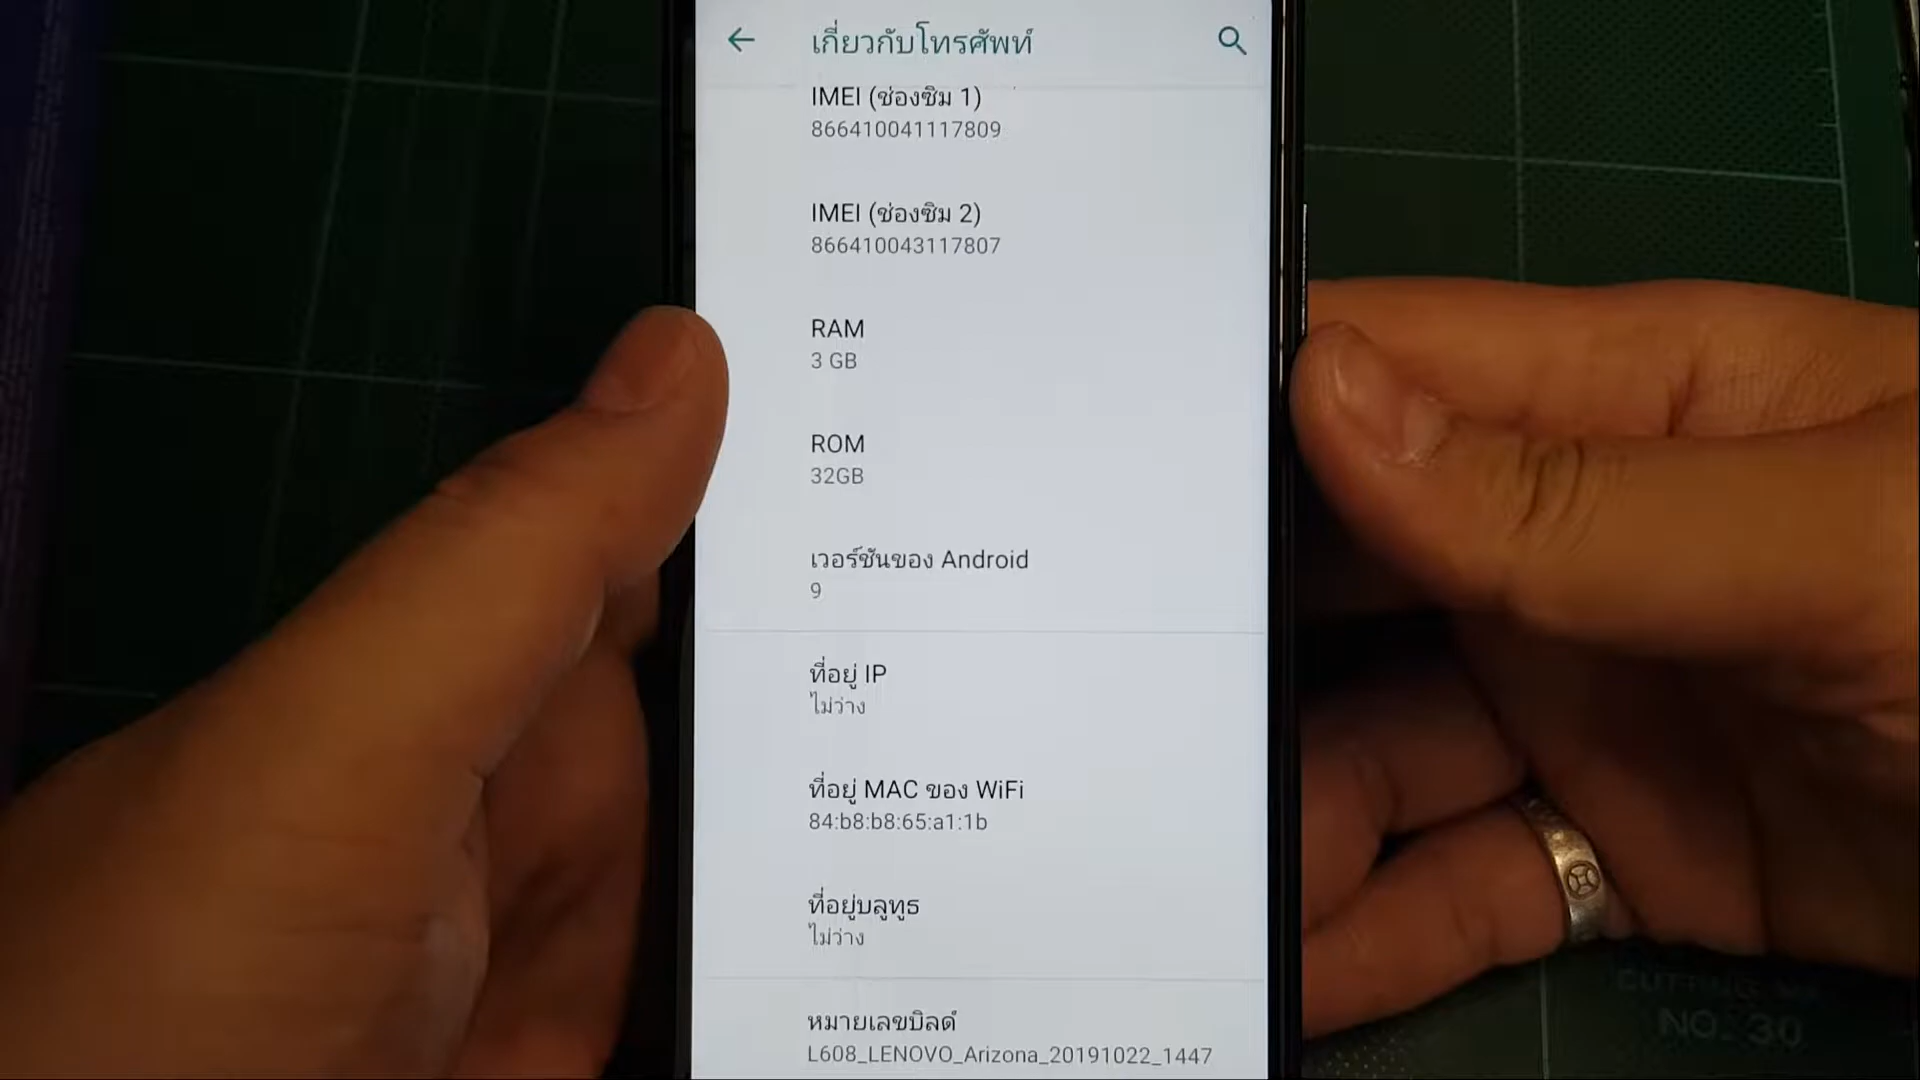 เกี่ยวกับโทรศัพท์
IMEI (ช่องซิม 1)
866410041117809
IMEI (ช่องซิม 2)
866410043117807
RAM
3 GB
ROM
32GB
เวอร์ชันของ Android
9
ที่อยู่ IP
ไม่ว่าง
ที่อยู่ MAC ของ WiFi
84:b8:b8:65:a1:1b
ที่อยู่บลูทูธ
ไม่ว่าง
หมายเลขบิลด์
L608_LENOVO_Arizona_20191022_1447
NO. 30